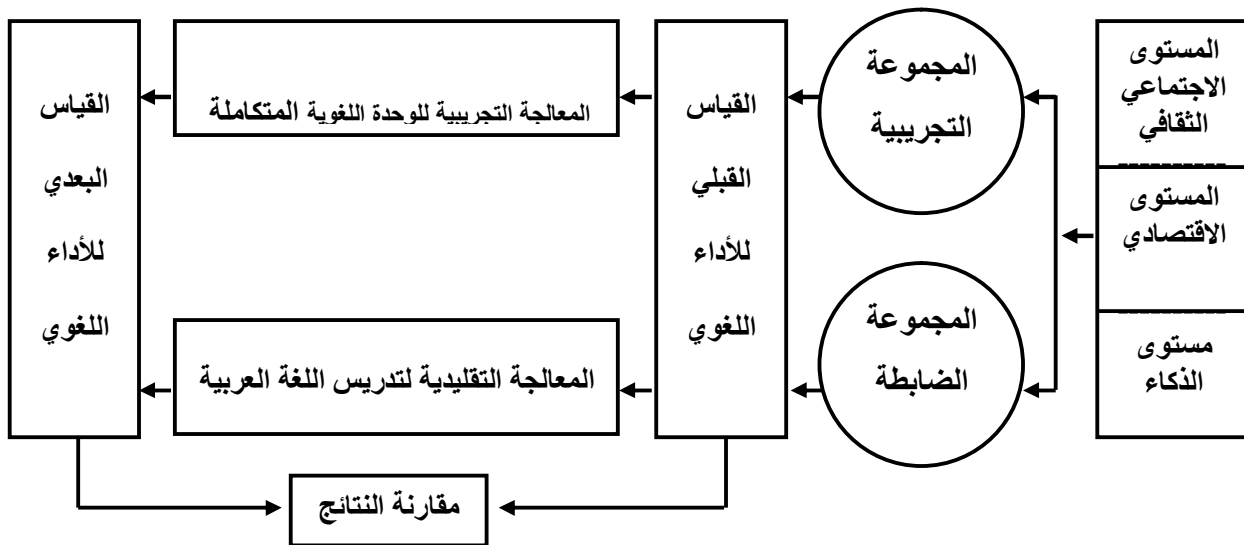 المستوى
الاجتماعي
الثقافي
المستوى
الاقتصادي
مستوى
الذكاء
المجموعة
التجريبية
المجموعة
الضابطة
القياس
القبلي
للأداء
اللغوي
المعالجة التجريبية للوحدة اللغوية المتكاملة
المعالجة التقليدية لتدريس اللغة العربية
القياس
البعدي
للأداء
اللغوي
مقارنة النتائج